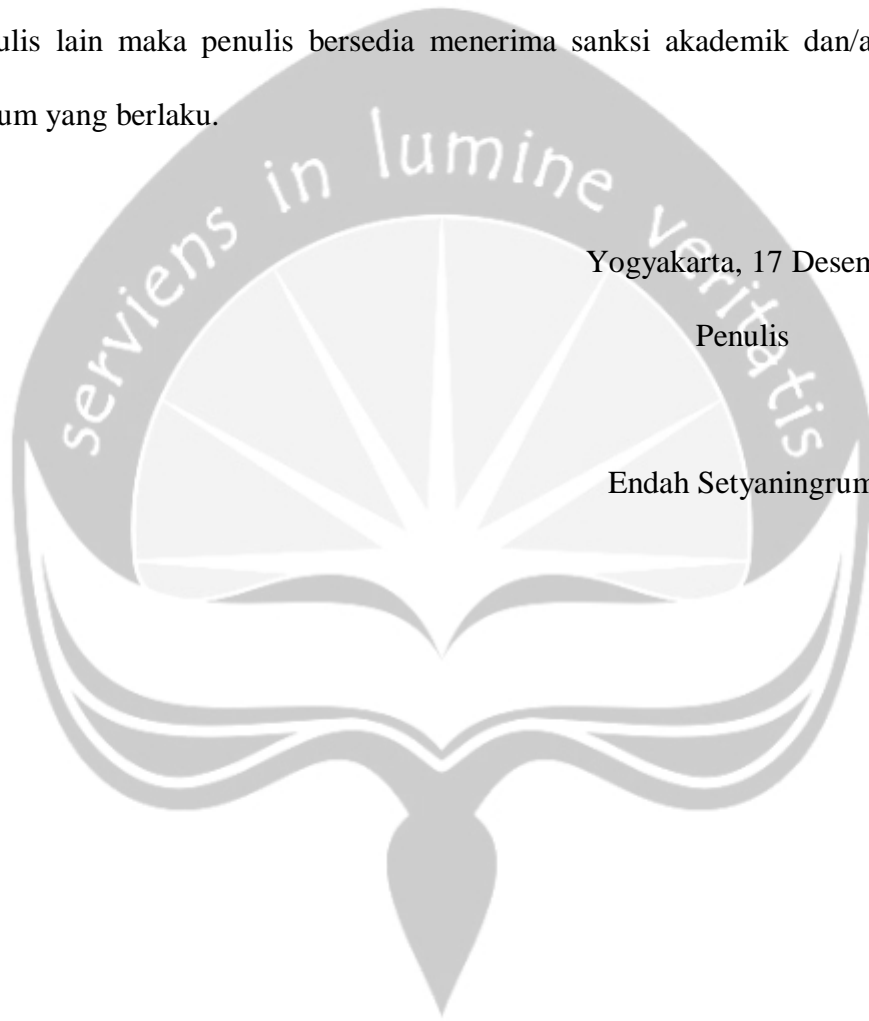 ulis lain maka penulis bersedia menerima sanksi akademik dan/a
um yang berlaku.
serviens in lumine veritatis
Yogyakarta, 17 Desem
Penulis
Endah Setyaningrum